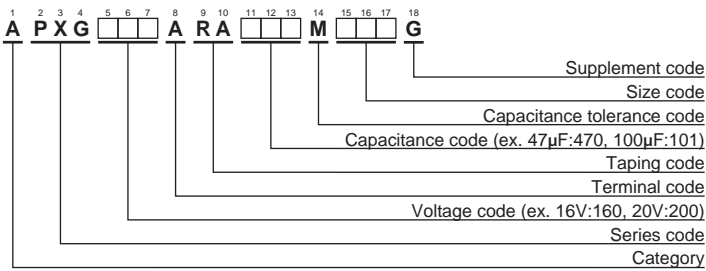 1 2 3 4 5 6 7 8 9 10 11 12 13 14 15 16 17 18
A P X G A R A M G
Supplement code
Size code
Capacitance tolerance code
Capacitance code (ex. 47µF:470, 100µF:101)
Taping code
Terminal code
Voltage code (ex. 16V:160, 20V:200)
Series code
Category